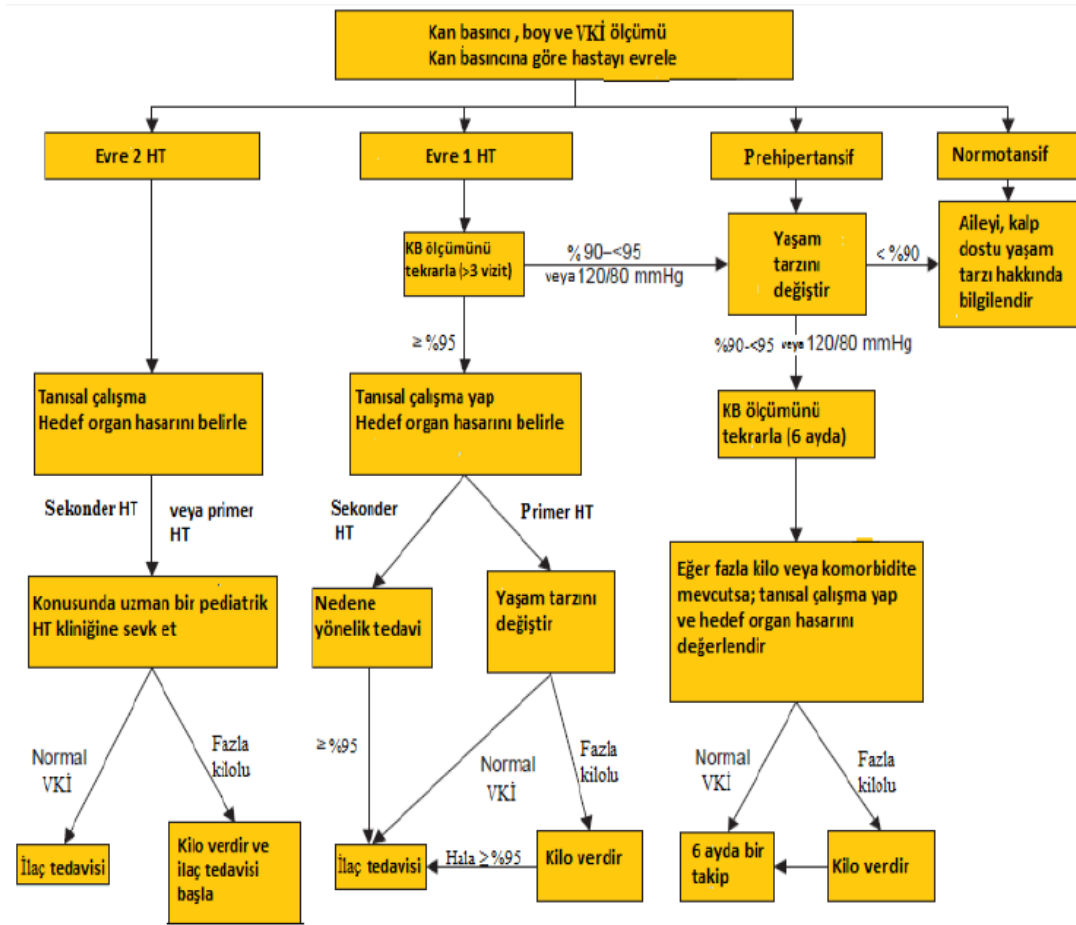 Kan basıncı , boy ve VKİ ölçümü
Kan basıncına göre hastayı evrele
Evre 2 HT
Evre 1 HT
Prehipertansif
Normotansif
KB ölçümünü
tekrarla (>3 vizit)
% 90–<95
veya 120/80 mmHg
Yaşam
tarzını
değiştir
< %90
Aileyi, kalp
dostu yaşam
tarzı hakkında
bilgilendir
≥ %95
%90-<95 veya 120/80 mmHg
Tanısal çalışma
Hedef organ hasarını belirle
Tanısal çalışma yap
Hedef organ hasarını belirle
KB ölçümünü
tekrarla (6 ayda)
Sekonder HT
veya primer
HT
Sekonder
HT
Primer HT
Konusunda uzman bir pediatrik
HT kliniğine sevk et
Nedene
yönelik tedavi
Yaşam tarzını
değiştir
Eğer fazla kilo veya komorbidite
mevcutsa; tanısal çalışma yap
ve hedef organ hasarını
değerlendir
Normal
VKİ
Fazla
kilolu
≥ %95
Normal
VKİ
Fazla
kilolu
Normal
VKİ
Fazla
kilolu
İlaç tedavisi
Kilo verdir ve
ilaç tedavisi
başla
İlaç tedavisi
Hala ≥%95
Kilo verdir
6 ayda bir
takip
Kilo verdir